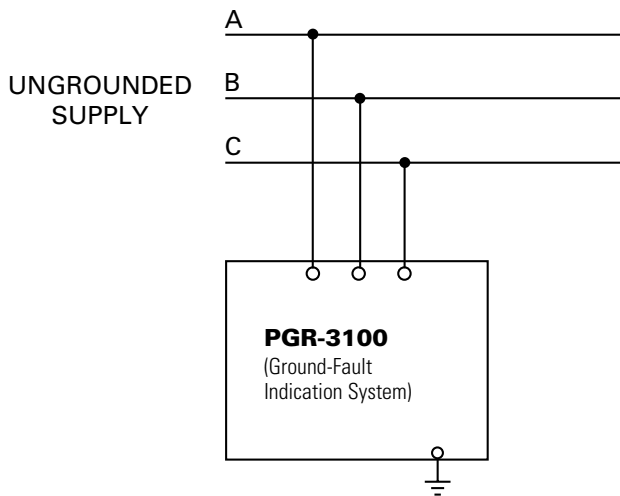 A
UNGROUNDED
SUPPLY
B
C
PGR-3100
(Ground-Fault
Indication System)